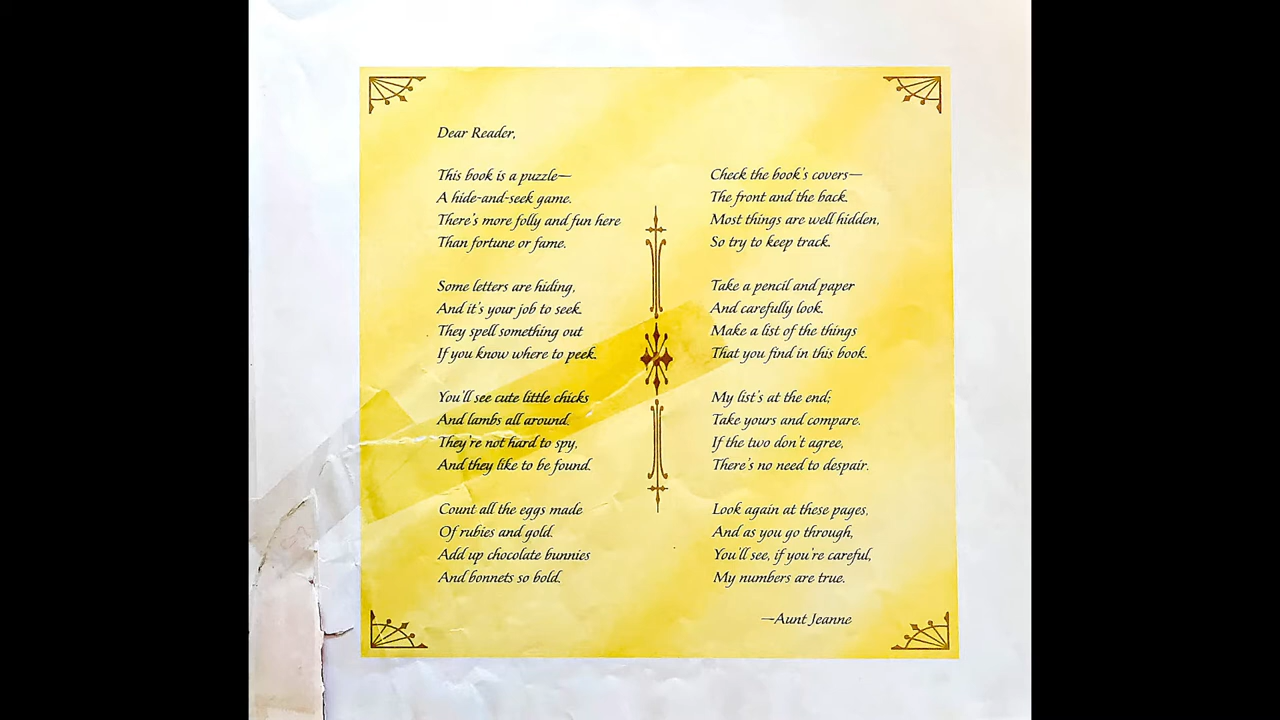 Dear Reader,
This book is a puzzle—
A hide-and-seek game.
There's more folly and fun here
Than fortune or fame.
Some letters are hiding,
And it's your job to seek.
They spell something out
If you know where to peek.
You'll see cute little chicks
And lambs all around.
They're not hard to spy,
And they like to be found.
Count all the eggs made
Of rubies and gold.
Add up chocolate bunnies
And bonnets so bold.
Check the book's covers—
The front and the back.
Most things are well hidden,
So try to keep track.
Take a pencil and paper
And carefully look.
Make a list of the things
That you find in this book.
My list's at the end;
Take yours and compare.
If the two don't agree,
There's no need to despair.
Look again at these pages,
And as you go through,
You'll see, if you're careful,
My numbers are true.
—Aunt Jeanne